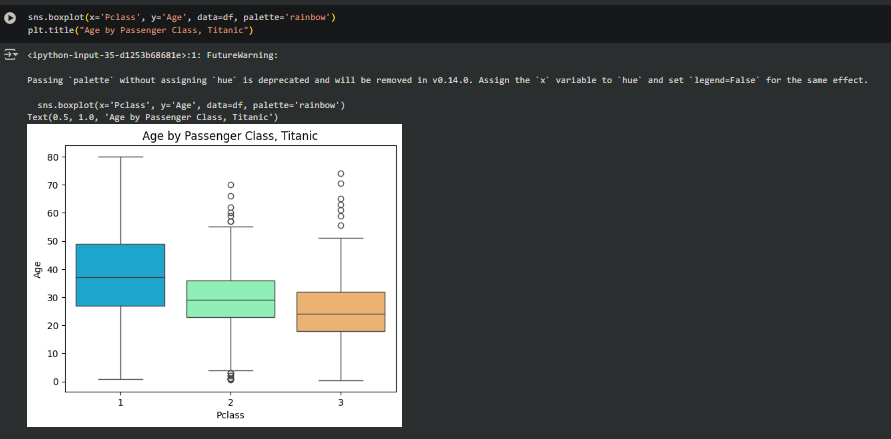 sns.boxplot(x='Pclass', y='Age', data=df, palette='rainbow')
plt.title("Age by Passenger Class, Titanic")
<ipython-input-35-d1253b68681e>:1: FutureWarning:
Passing `palette` without assigning `hue` is deprecated and will be removed in v0.14.0. Assign the `x` variable to `hue` and set `legend=False` for the same effect.
sns.boxplot(x='Pclass', y='Age', data=df, palette='rainbow')
Text(0.5, 1.0, 'Age by Passenger Class, Titanic')
Age by Passenger Class, Titanic
80
70
60
50
40
30
20
10
0
Age
1 2 3
Pclass